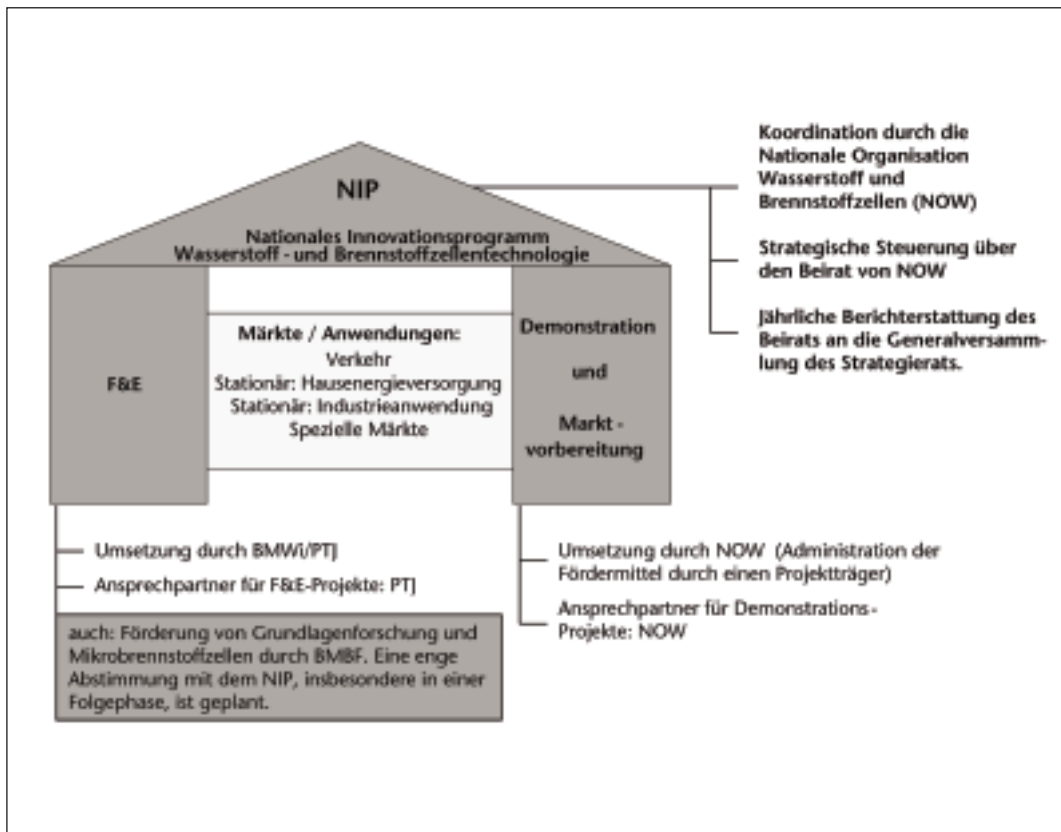 NIP
Nationales Innovationsprogramm
Wasserstoff - und Brennstoffzellentechnologie
Koordination durch die
Nationale Organisation
Wasserstoff und
Brennstoffzellen (NOW)
Strategische Steuerung über
den Beirat von NOW
Jährliche Berichterstattung des
Beirats an die Generalversamm-
lung des Strategierats.
F&E
Märkte / Anwendungen:
Verkehr
Stationär: Hausenergieversorgung
Stationär: Industrieanwendung
Spezielle Märkte
Demonstration
und
Markt -
vorbereitung
Umsetzung durch BMWi/PTJ
Ansprechpartner für F&E-Projekte: PTJ
auch: Förderung von Grundlagenforschung und
Mikrobrennstoffzellen durch BMBF. Eine enge
Abstimmung mit dem NIP, insbesondere in einer
Folgephase, ist geplant.
Umsetzung durch NOW (Administration der
Fördermittel durch einen Projektträger)
Ansprechpartner für Demonstrations-
Projekte: NOW